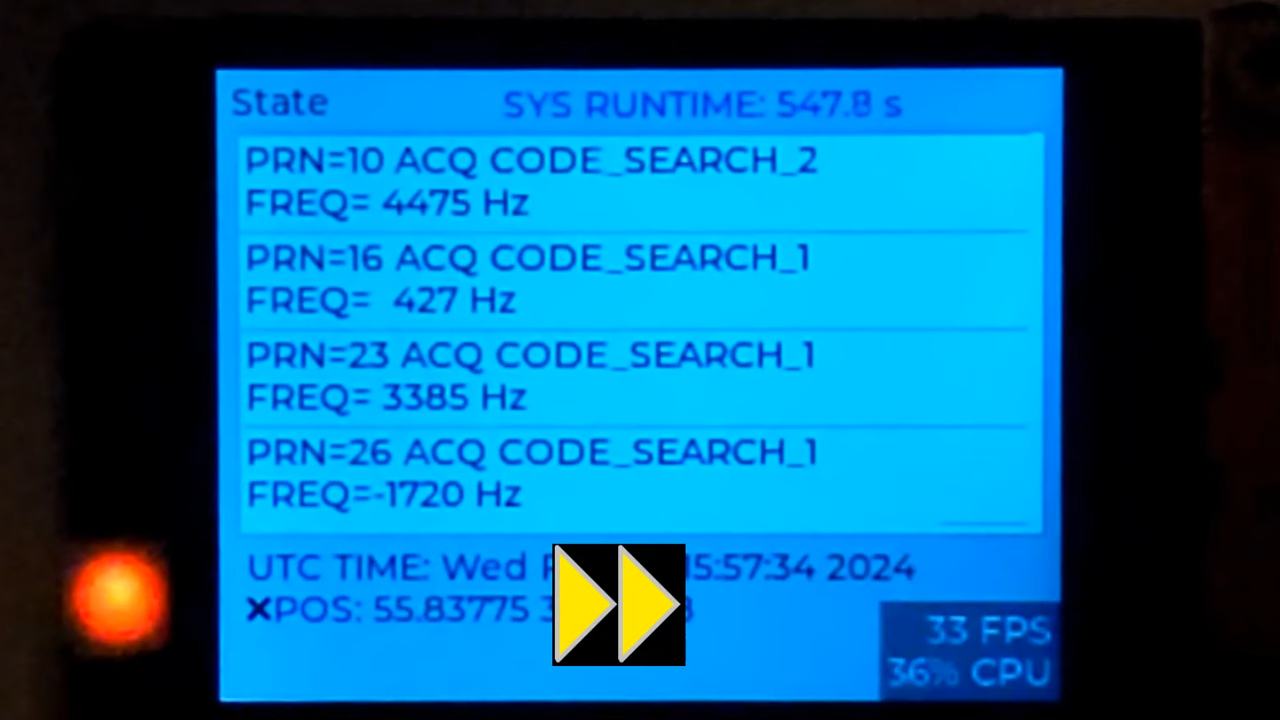 State SYS RUNTIME: 547.8 s
PRN=10 ACQ CODE_SEARCH_2
FREQ= 4475 Hz
PRN=16 ACQ CODE_SEARCH_1
FREQ= 427 Hz
PRN=23 ACQ CODE_SEARCH_1
FREQ= 3385 Hz
PRN=26 ACQ CODE_SEARCH_1
FREQ=-1720 Hz
UTC TIME: Wed 15:57:34 2024
POS: 55.83775
33 FPS
36% CPU